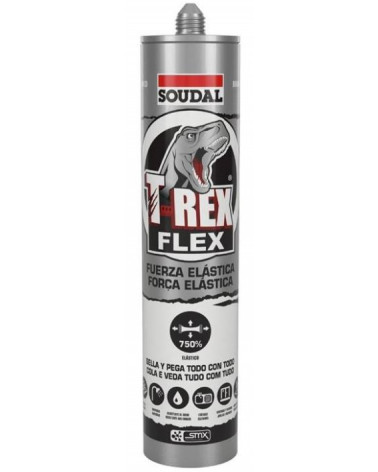 SOUDAL
T-REX
FLEX
FUERZA ELÁSTICA
FORÇA ELÁSTICA
750%
ELÁSTICO
SELLA Y PEGA TODO CON TODO
COLA E VEDA TUDO COM TUDO
SMX